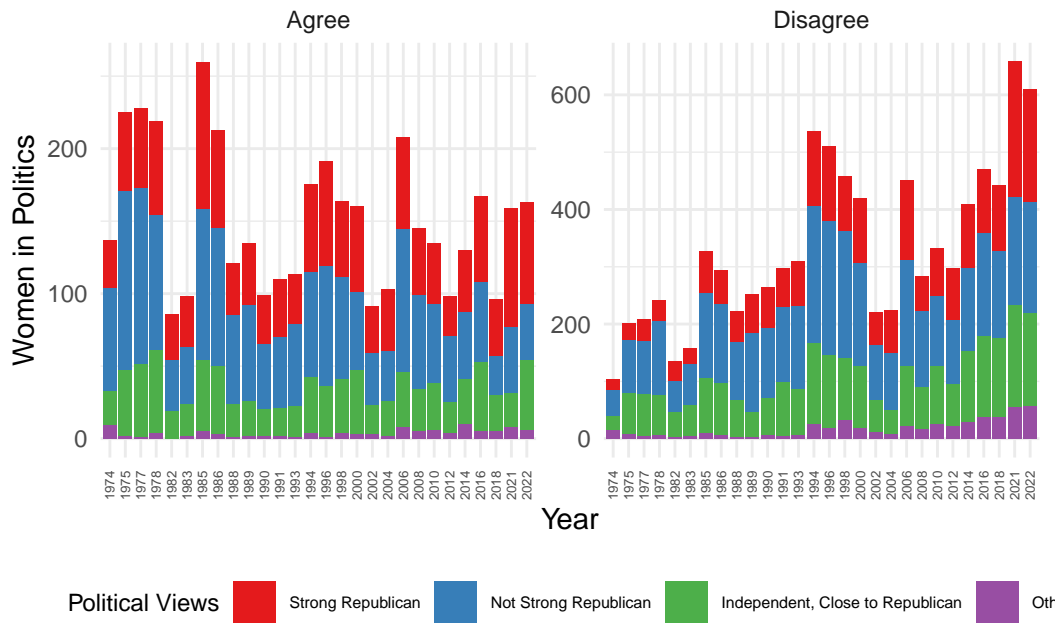 Agree Disagree
Women in Politics
200
100
0
600
400
200
0
1974 1975 1977 1978 1982 1983 1985 1986 1988 1989 1990 1991 1993 1994 1996 1998 2000 2002 2004 2006 2008 2010 2012 2014 2016 2018 2021 2022
1974 1975 1977 1978 1982 1983 1985 1986 1988 1989 1990 1991 1993 1994 1996 1998 2000 2002 2004 2006 2008 2010 2012 2014 2016 2018 2021 2022
Year
Political Views Strong Republican Not Strong Republican Independent, Close to Republican Oth